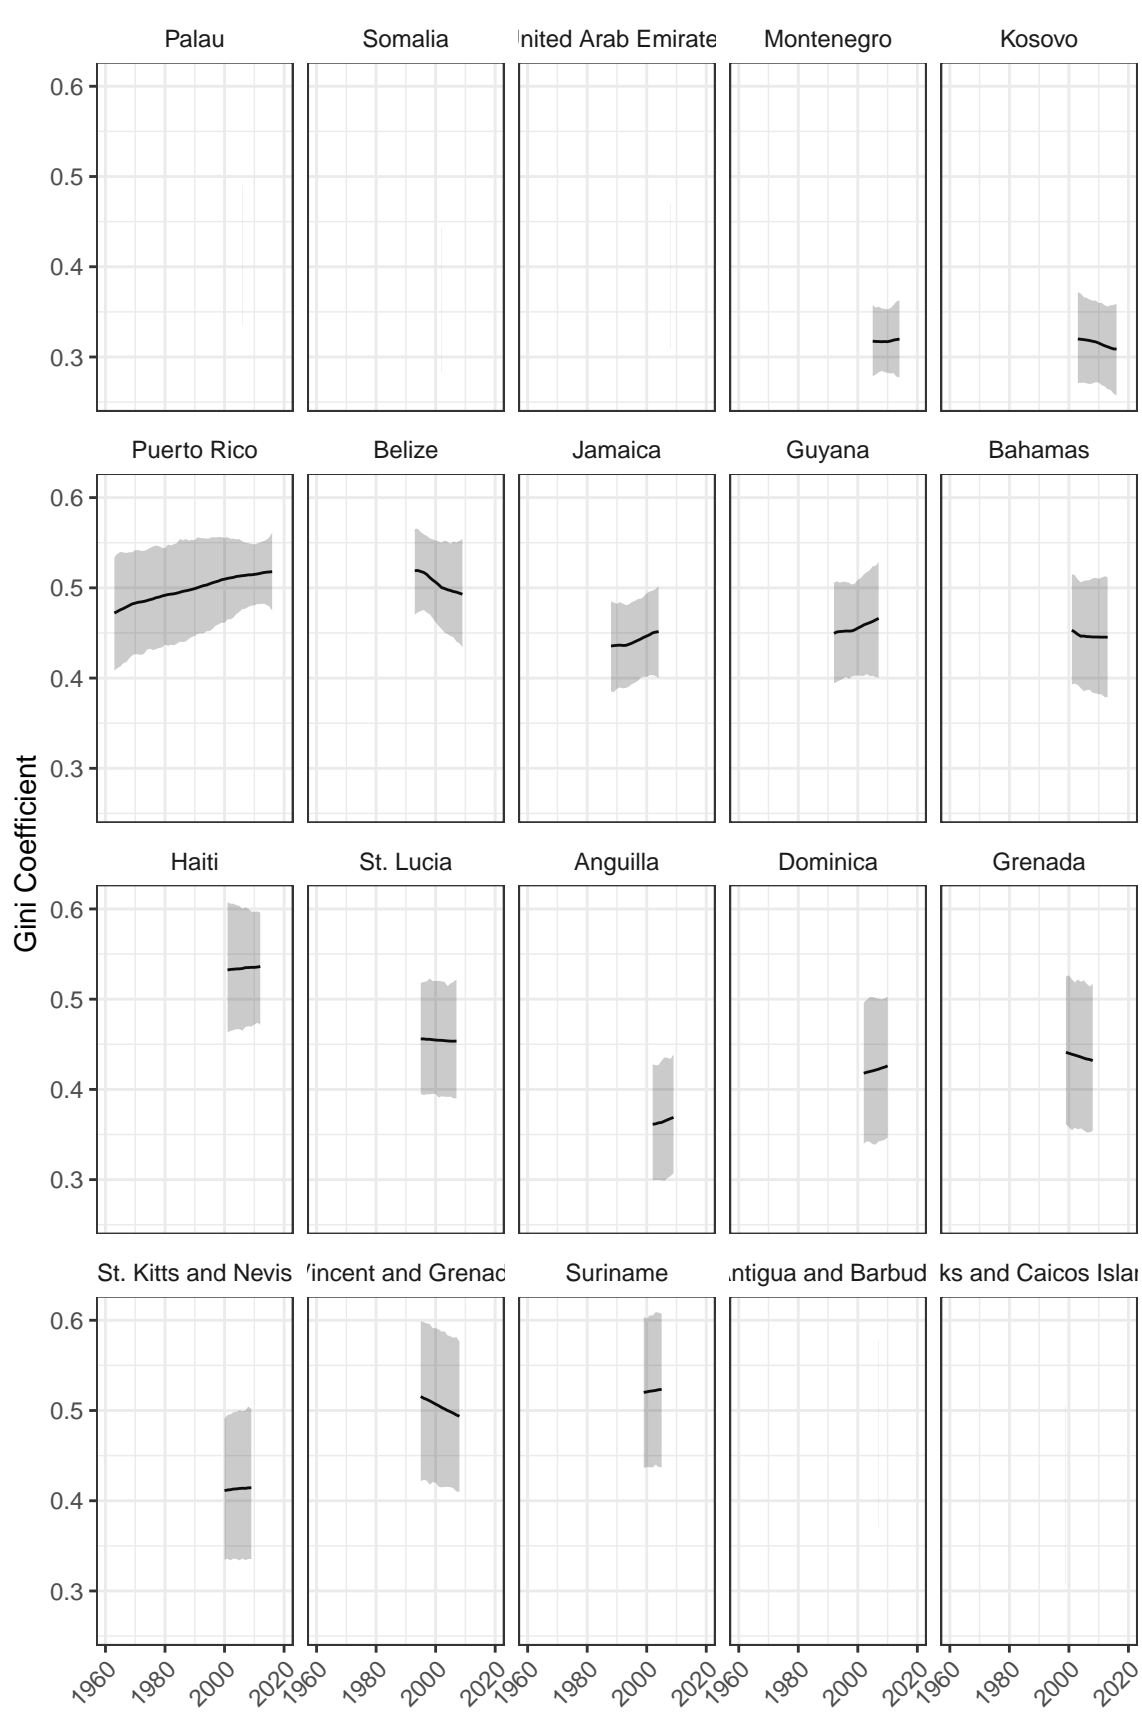 Palau Somalia nited Arab Emirate Montenegro Kosovo
0.6
0.5
0.4
0.3
Puerto Rico Belize Jamaica Guyana Bahamas
0.6
0.5
0.4
0.3
Gini Coefficient
Haiti St. Lucia Anguilla Dominica Grenada
0.6
0.5
0.4
0.3
St. Kitts and Nevis Vincent and Grenad Suriname ntigua and Barbud ks and Caicos Islan
0.6
0.5
0.4
0.3
1960 1980 2000 2020 1960 1980 2000 2020 1960 1980 2000 2020 1960 1980 2000 2020 1960 1980 2000 2020